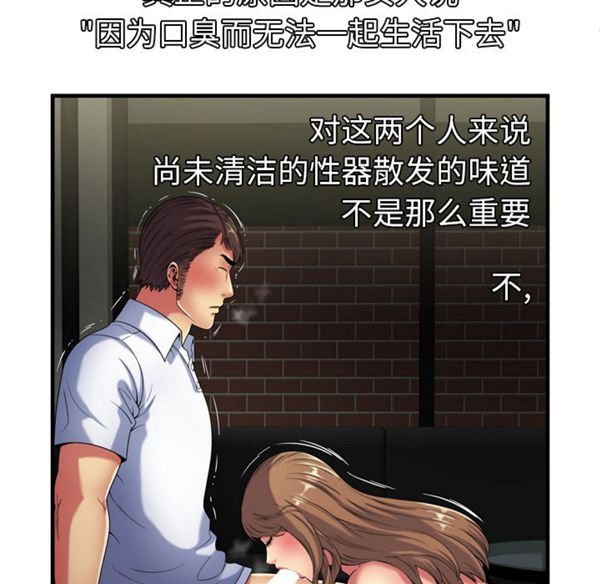 "因为口臭而无法一起生活下去"
对这两个人来说
尚未清洁的性器散发的味道
不是那么重要
不,